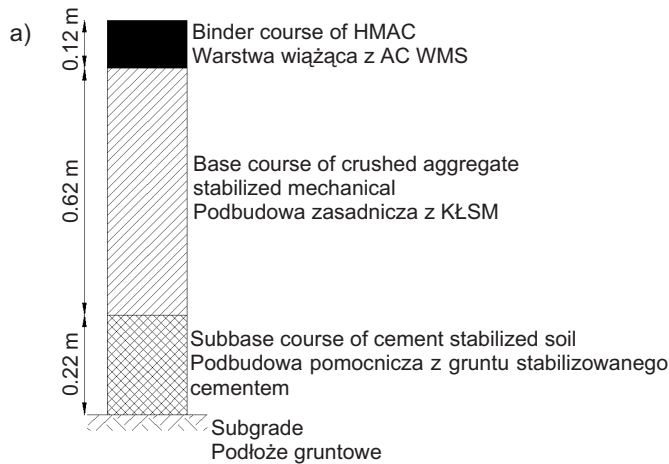 a)
0.12 m
Binder course of HMAC
Warstwa wiążąca z AC WMS
0.62 m
Base course of crushed aggregate
stabilized mechanical
Podbudowa zasadnicza z KŁSM
0.22 m
Subbase course of cement stabilized soil
Podbudowa pomocnicza z gruntu stabilizowanego
cementem
Subgrade
Podłoże gruntowe